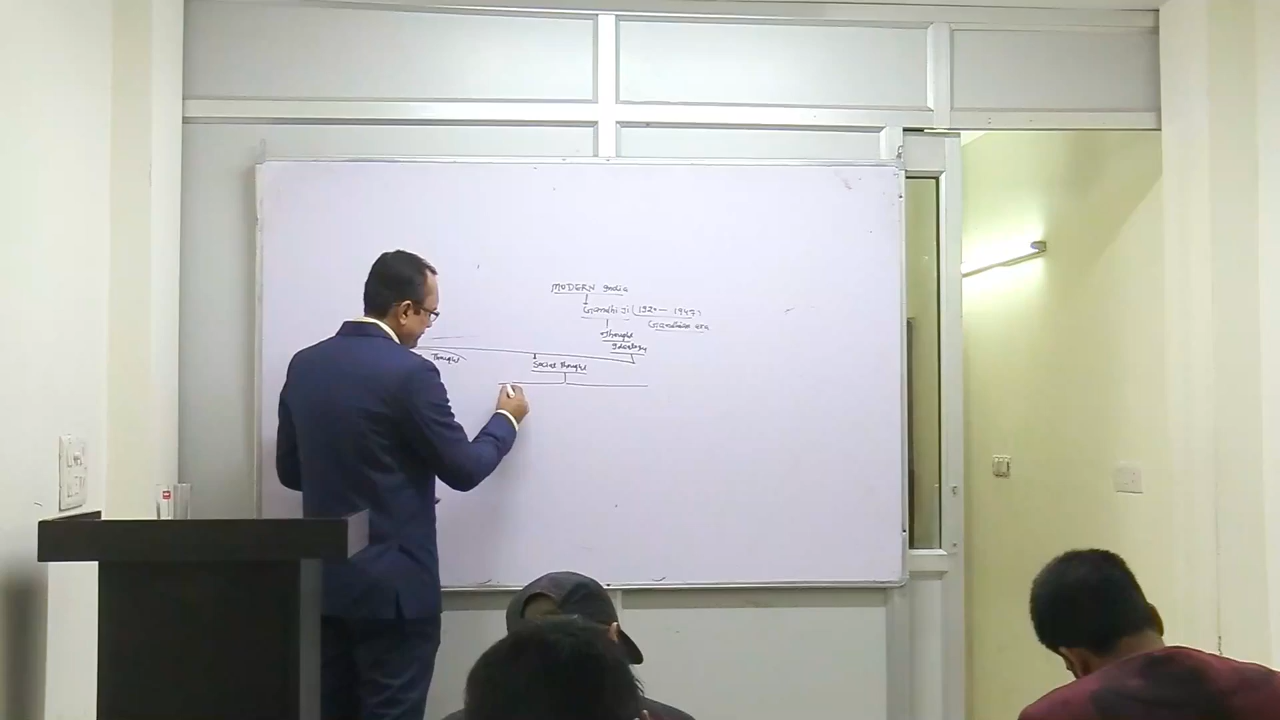 MODERN India
Gandhi Ji (1920 — 1947)
Gandhian era
Thought
Ideology
Thought
Social Thought